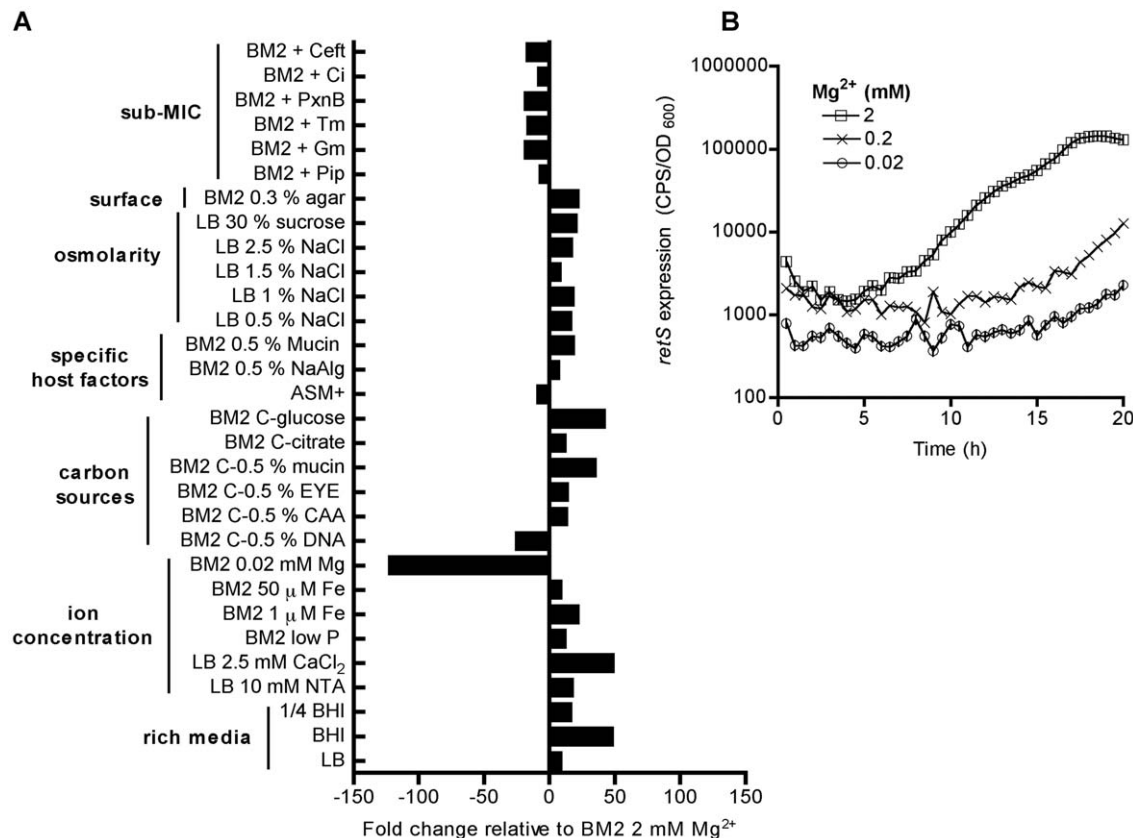 A
sub-MIC
BM2 + Ceft
BM2 + Ci
BM2 + PxnB
BM2 + Tm
BM2 + Gm
BM2 + Pip
surface
BM2 0.3 % agar
osmolarity
LB 30 % sucrose
LB 2.5 % NaCl
LB 1.5 % NaCl
LB 1 % NaCl
LB 0.5 % NaCl
specific
host factors
BM2 0.5 % Mucin
BM2 0.5 % NaAlg
ASM+
carbon
sources
BM2 C-glucose
BM2 C-citrate
BM2 C-0.5 % mucin
BM2 C-0.5 % EYE
BM2 C-0.5 % CAA
BM2 C-0.5 % DNA
ion
concentration
BM2 0.02 mM Mg
BM2 50 μM Fe
BM2 1 μM Fe
BM2 low P
LB 2.5 mM CaCl₂
LB 10 mM NTA
rich media
1/4 BHI
BHI
LB
-150 -100 -50 0 50 100 150
Fold change relative to BM2 2 mM Mg²⁺
B
retS expression (CPS/OD 600)
1000000
100000
10000
1000
100
Mg²⁺ (mM)
2
0.2
0.02
0 5 10 15 20
Time (h)